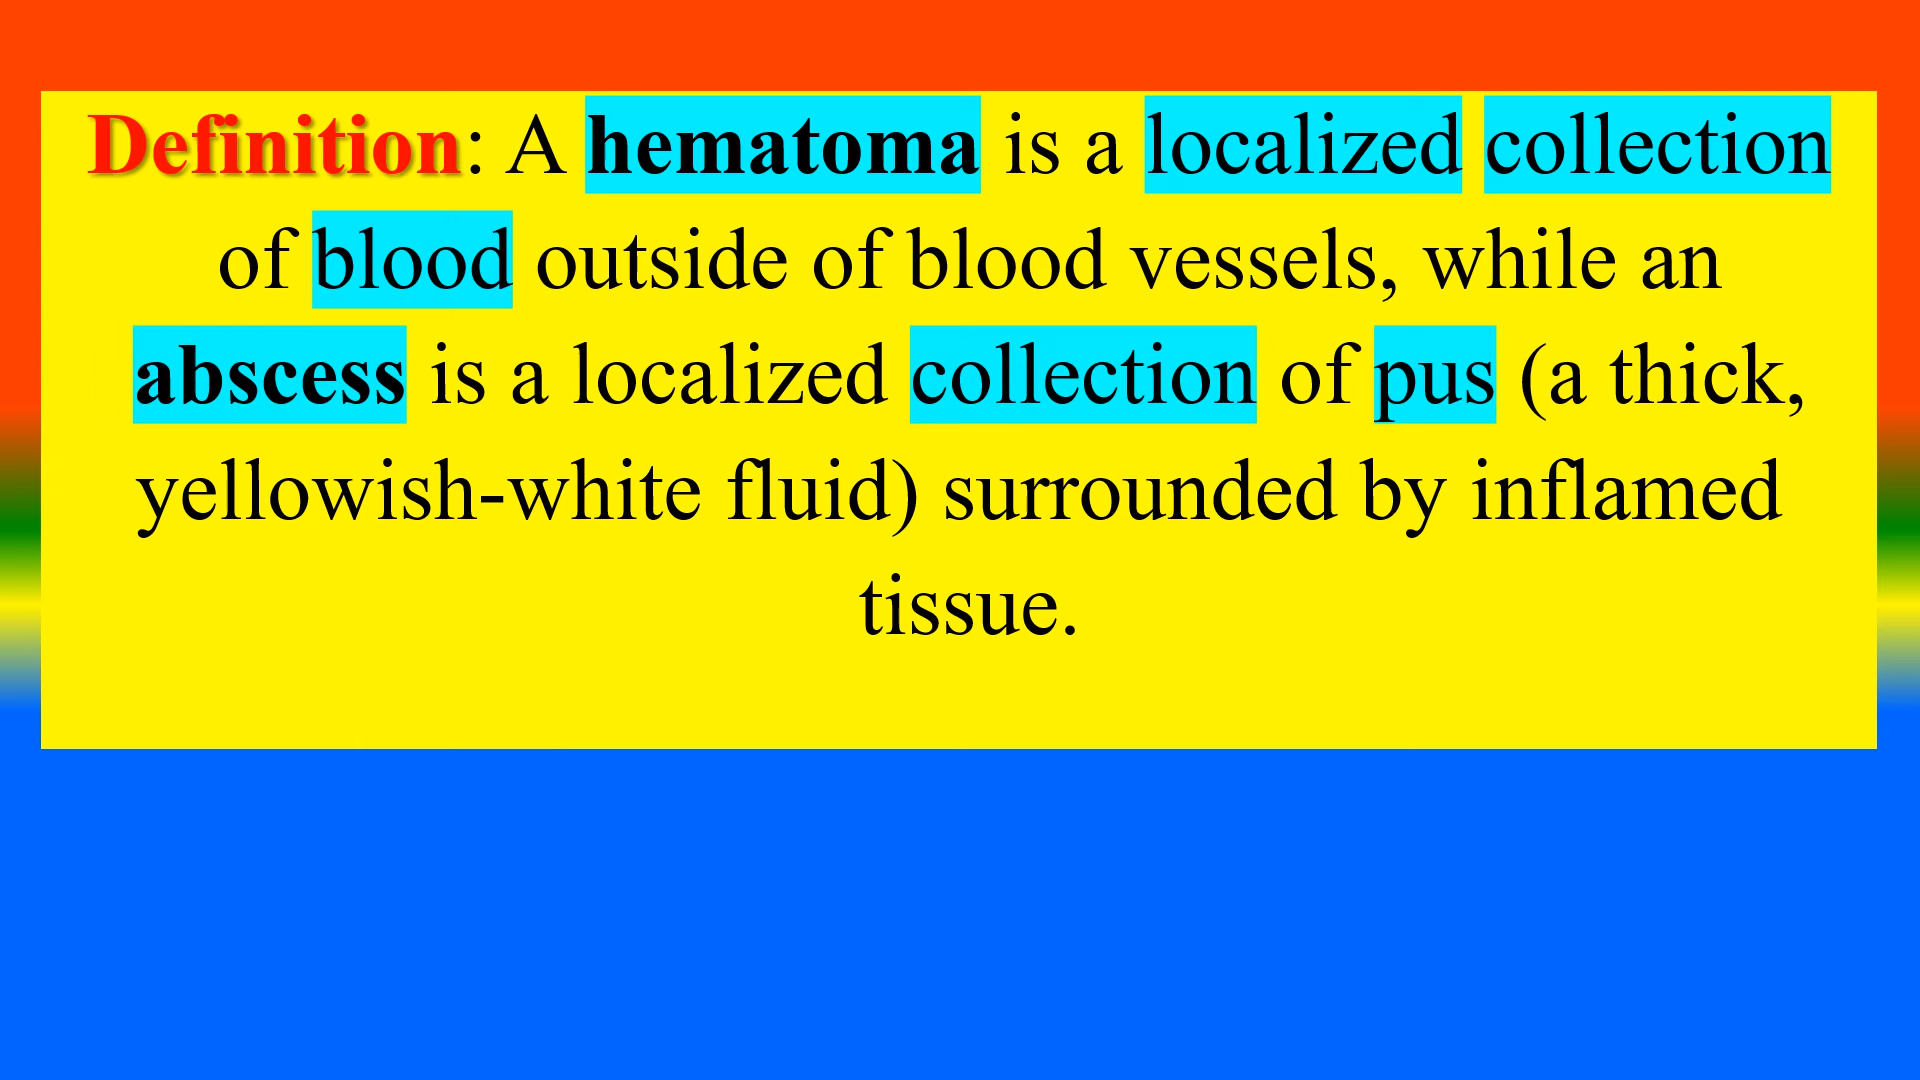 Definition: A hematoma is a localized collection
of blood outside of blood vessels, while an
abscess is a localized collection of pus (a thick,
yellowish-white fluid) surrounded by inflamed
tissue.